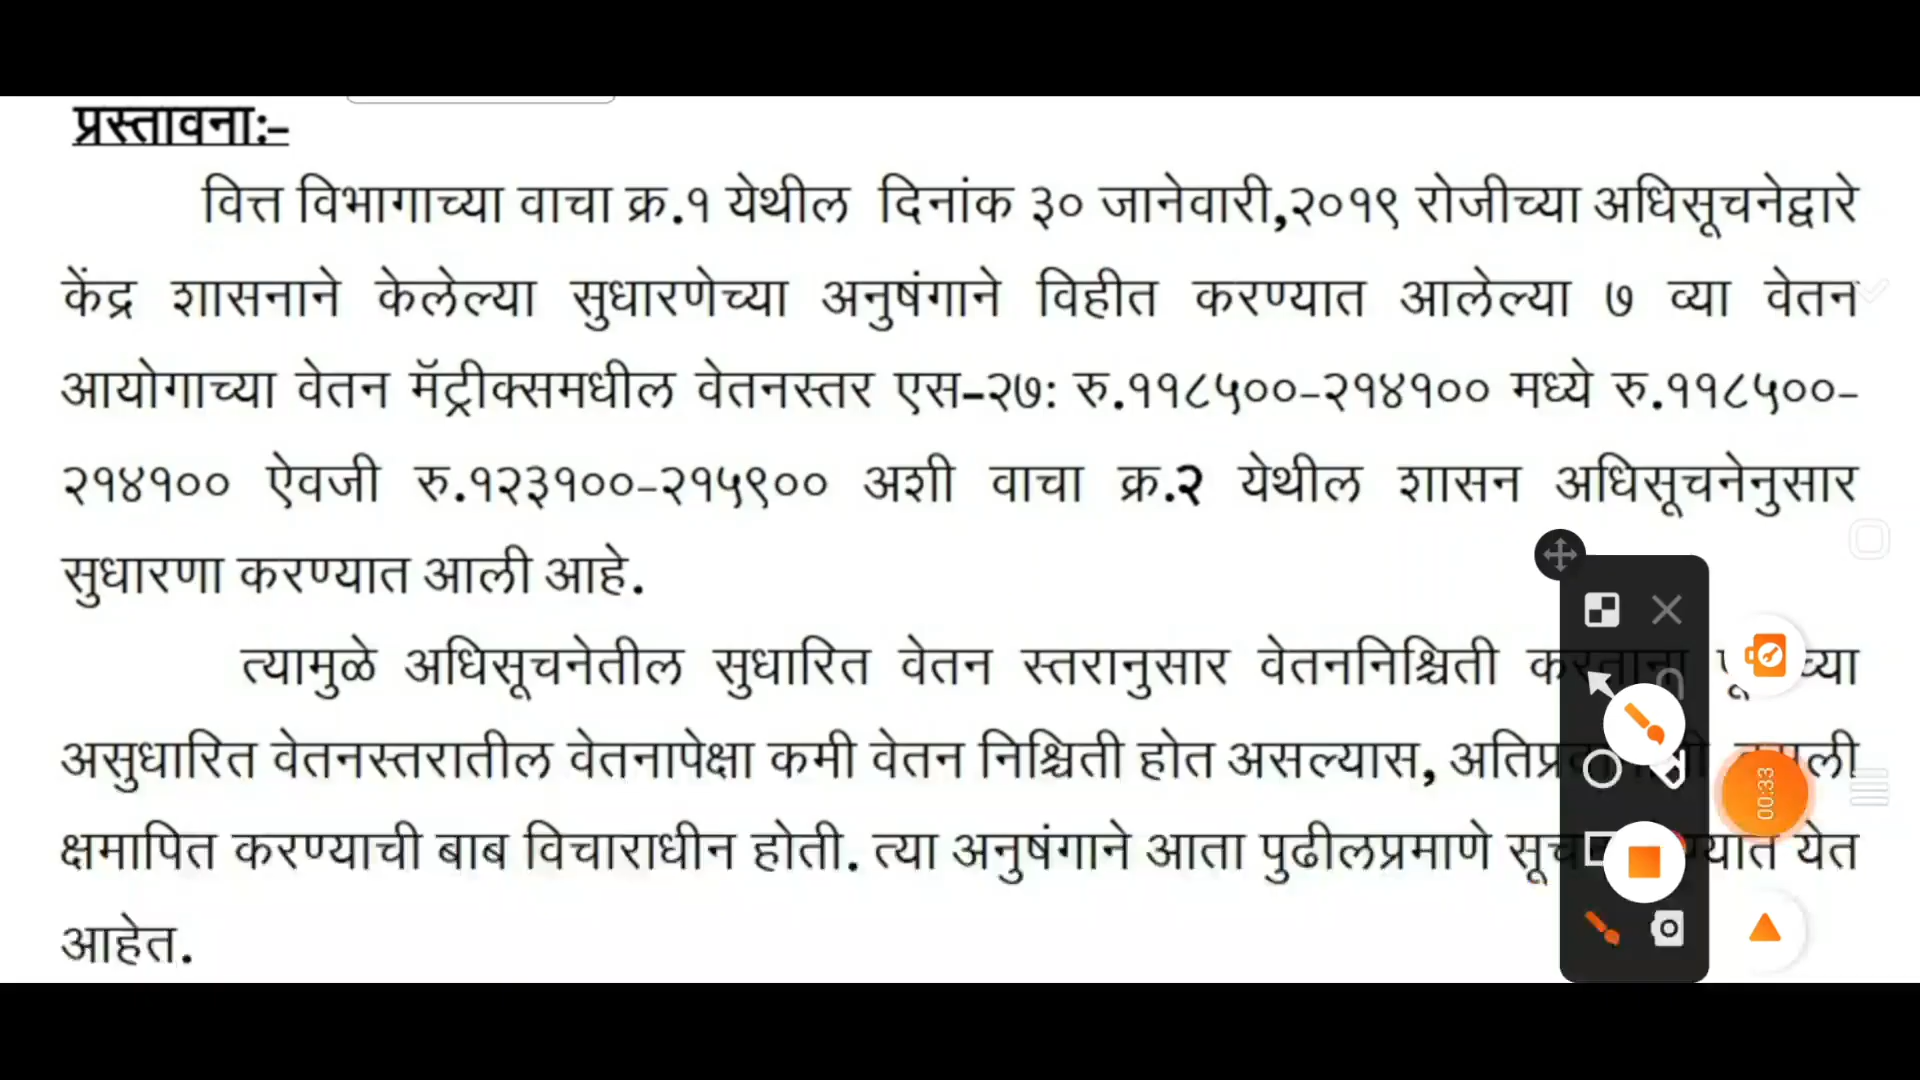 प्रस्तावनाः-
वित्त विभागाच्या वाचा क्र.१ येथील दिनांक ३० जानेवारी,२०१९ रोजीच्या अधिसूचनेद्वारे
केंद्र शासनाने केलेल्या सुधारणेच्या अनुषंगाने विहीत करण्यात आलेल्या ७ व्या वेतन
आयोगाच्या वेतन मॅट्रीक्समधील वेतनस्तर एस-२७: रु.११८५००-२१४१०० मध्ये रु.११८५००-
२१४१०० ऐवजी रु.१२३१००-२१५९०० अशी वाचा क्र.२ येथील शासन अधिसूचनेनुसार
सुधारणा करण्यात आली आहे.
त्यामुळे अधिसूचनेतील सुधारित वेतन स्तरानुसार वेतननिश्चिती करताना
असुधारित वेतनस्तरातील वेतनापेक्षा कमी वेतन निश्चिती होत असल्यास,
क्षमापित करण्याची बाब विचाराधीन होती. त्या अनुषंगाने आता पुढीलप्रमाणे येत
आहेत.
00:33